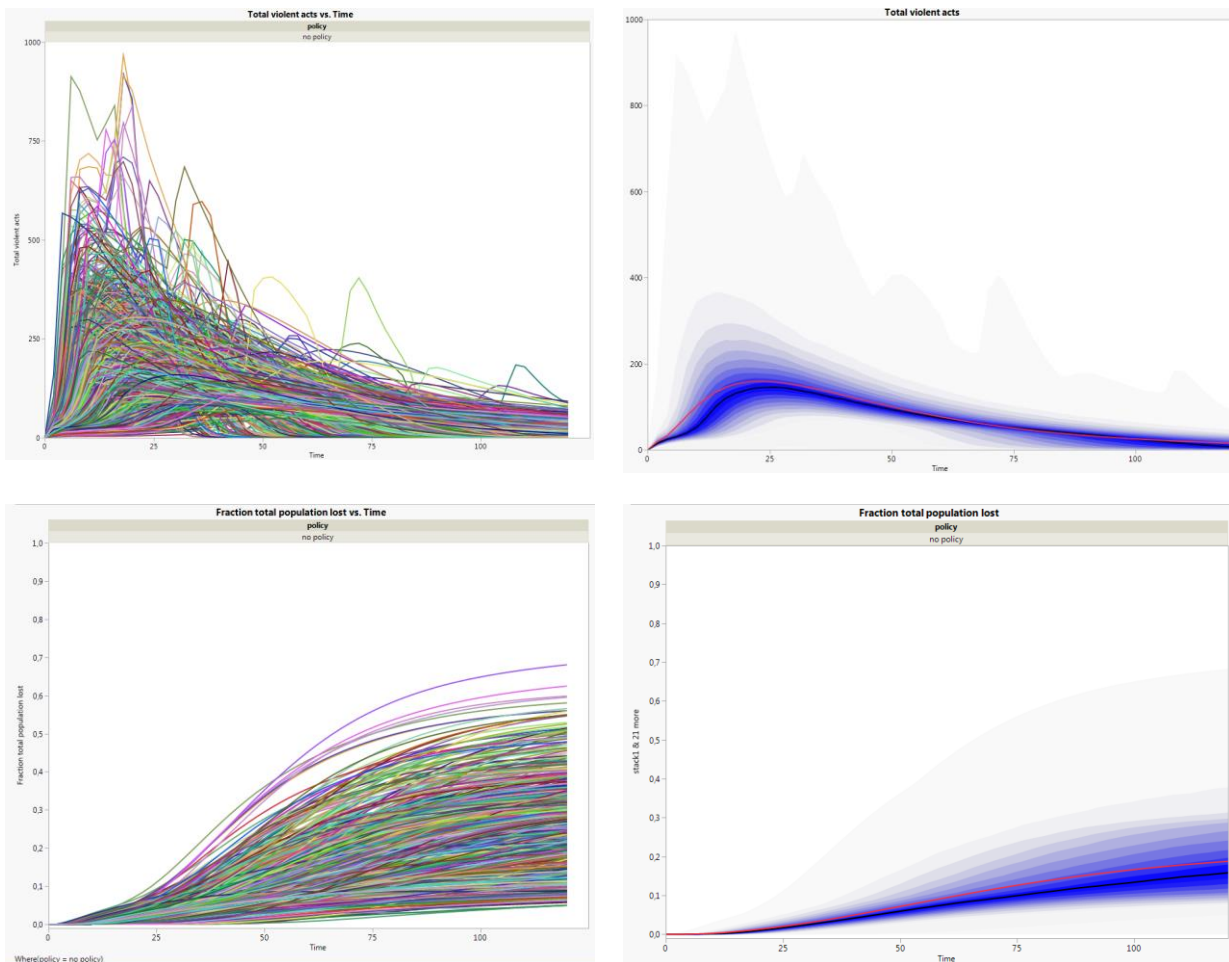 Total violent acts vs. Time
policy
no policy
1000
750
500
250
0
Total violent acts
0 25 50 75 100
Time
Total violent acts
1000
800
600
400
200
0
0 25 50 75 100
Time
Fraction total population lost vs. Time
policy
no policy
1,0
0,9
0,8
0,7
0,6
0,5
0,4
0,3
0,2
0,1
0,0
Fraction total population lost
0 25 50 75 100
Time
Where(policy = no policy)
Fraction total population lost
policy
no policy
1,0
0,9
0,8
0,7
0,6
0,5
0,4
0,3
0,2
0,1
0,0
stack1 & 21 more
0 25 50 75 100
Time